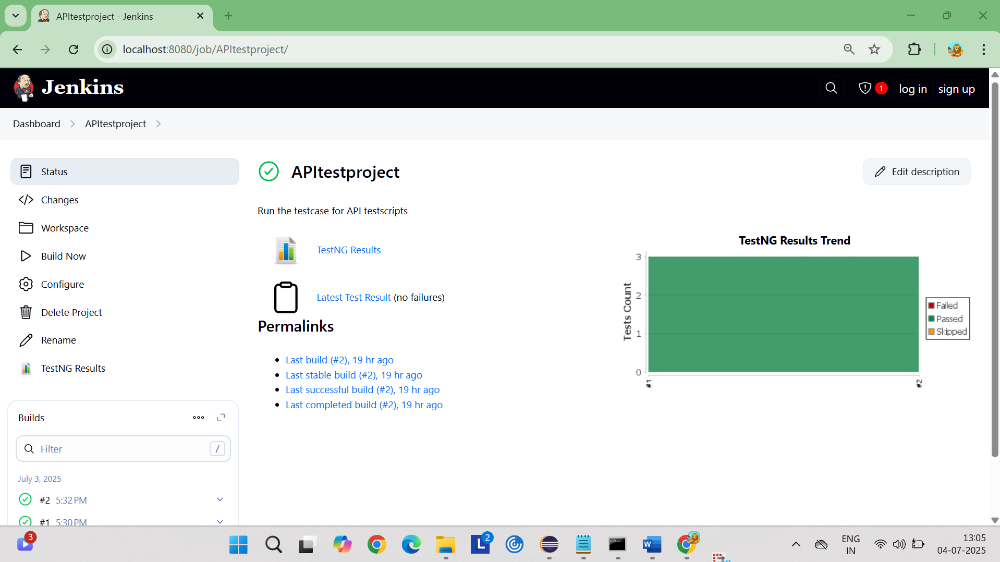 APItestproject - Jenkins
localhost:8080/job/APItestproject/
Jenkins
1
log in
sign up
Dashboard
APItestproject
Status
Changes
Workspace
Build Now
Configure
Delete Project
Rename
TestNG Results
Builds
Filter
/
July 3, 2025
#2 5:32 PM
#1 5:30 PM
APItestproject
Edit description
Run the testcase for API testscripts
TestNG Results
Latest Test Result (no failures)
Permalinks
Last build (#2), 19 hr ago
Last stable build (#2), 19 hr ago
Last successful build (#2), 19 hr ago
Last completed build (#2), 19 hr ago
TestNG Results Trend
Tests Count
3
2
1
0
#1
#2
Failed
Passed
Skipped
3
L
2
W
ENG
IN
13:05
04-07-2025